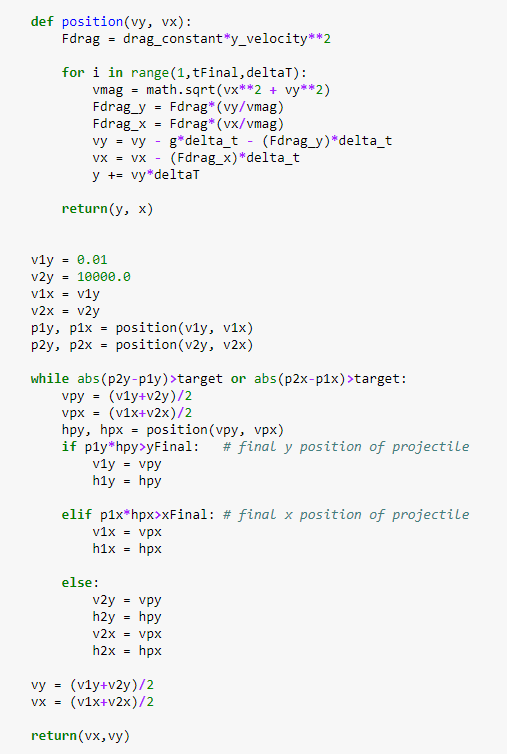 def position(vy, vx):
    Fdrag = drag_constant*y_velocity**2

    for i in range(1,tFinal,deltaT):
        vmag = math.sqrt(vx**2 + vy**2)
        Fdrag_y = Fdrag*(vy/vmag)
        Fdrag_x = Fdrag*(vx/vmag)
        vy = vy - g*delta_t - (Fdrag_y)*delta_t
        vx = vx - (Fdrag_x)*delta_t
        y += vy*deltaT

    return(y, x)


v1y = 0.01
v2y = 10000.0
v1x = v1y
v2x = v2y
p1y, p1x = position(v1y, v1x)
p2y, p2x = position(v2y, v2x)

while abs(p2y-p1y)>target or abs(p2x-p1x)>target:
    vpy = (v1y+v2y)/2
    vpx = (v1x+v2x)/2
    hpy, hpx = position(vpy, vpx)
    if p1y*hpy>yFinal:   # final y position of projectile
        v1y = vpy
        h1y = hpy

    elif p1x*hpx>xFinal: # final x position of projectile
        v1x = vpx
        h1x = hpx

    else:
        v2y = vpy
        h2y = hpy
        v2x = vpx
        h2x = hpx

vy = (v1y+v2y)/2
vx = (v1x+v2x)/2

return(vx,vy)